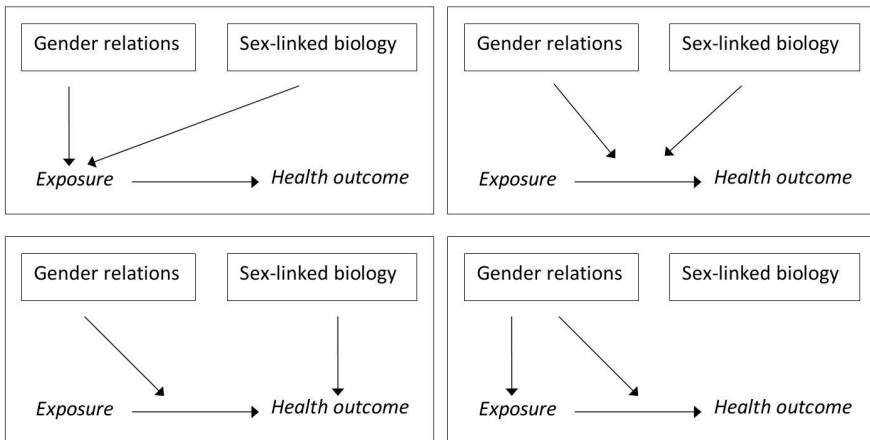 Gender relations
Sex-linked biology
Exposure
Health outcome
Gender relations
Sex-linked biology
Exposure
Health outcome
Gender relations
Sex-linked biology
Exposure
Health outcome
Gender relations
Sex-linked biology
Exposure
Health outcome